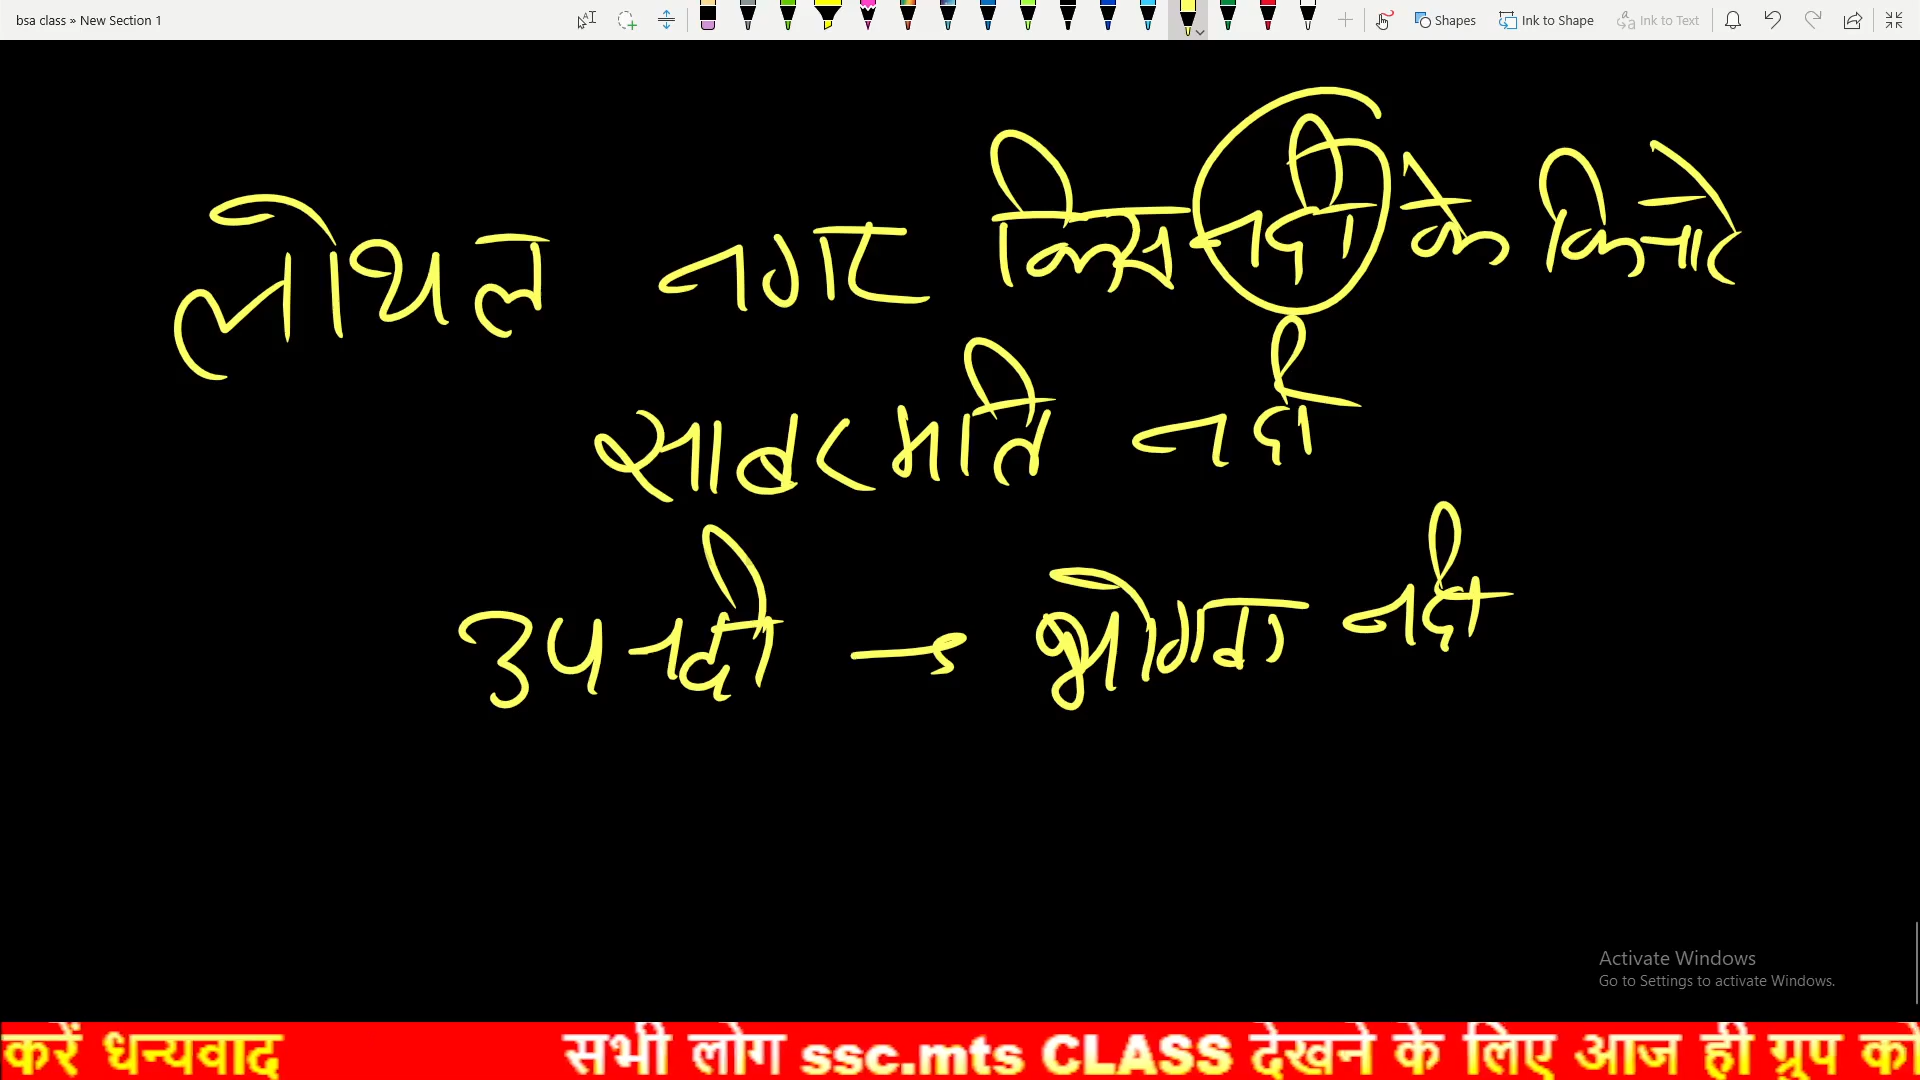 bsa class » New Section 1
Shapes Ink to Shape Ink to Text
लोथल नगर किस नदी के किनारे
साबरमति नदी
उपनदी → भोगवा नदी
Activate Windows
Go to Settings to activate Windows.
करें धन्यवाद सभी लोग ssc.mts CLASS देखने के लिए आज ही ग्रुप को